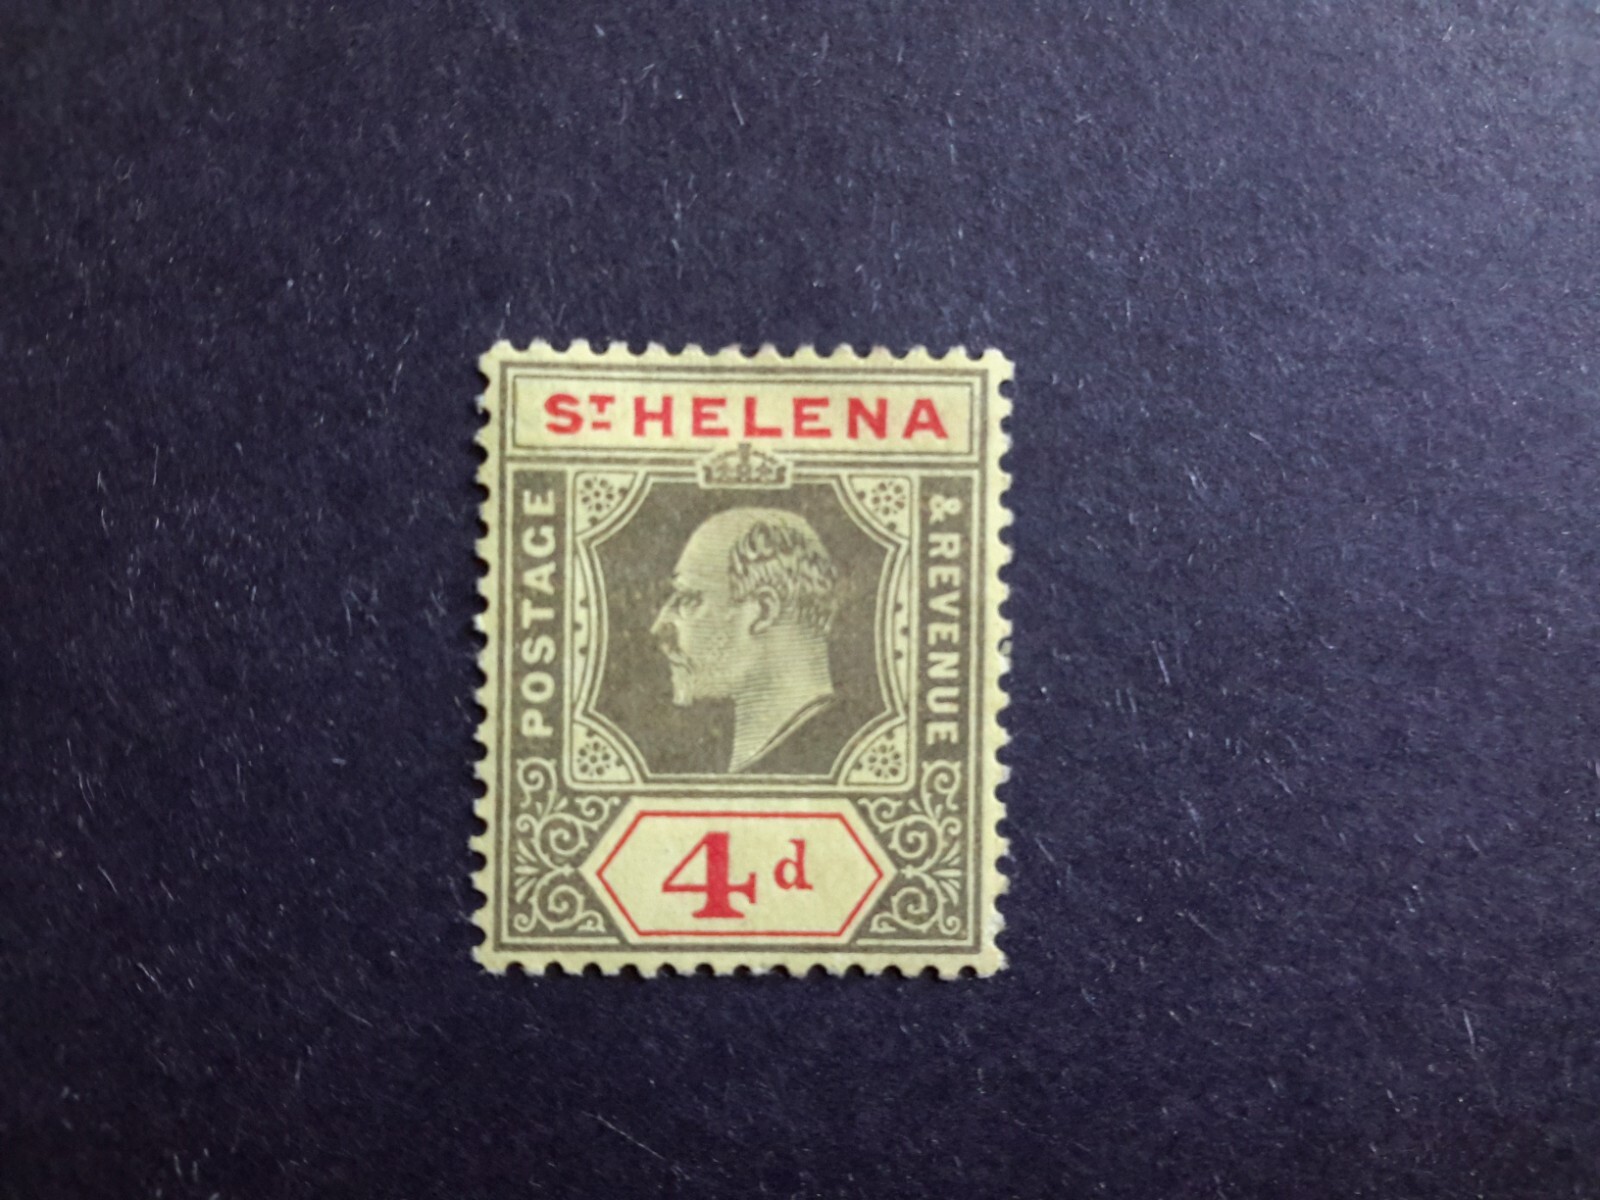 ST HELENA
POSTAGE
& REVENUE
4d